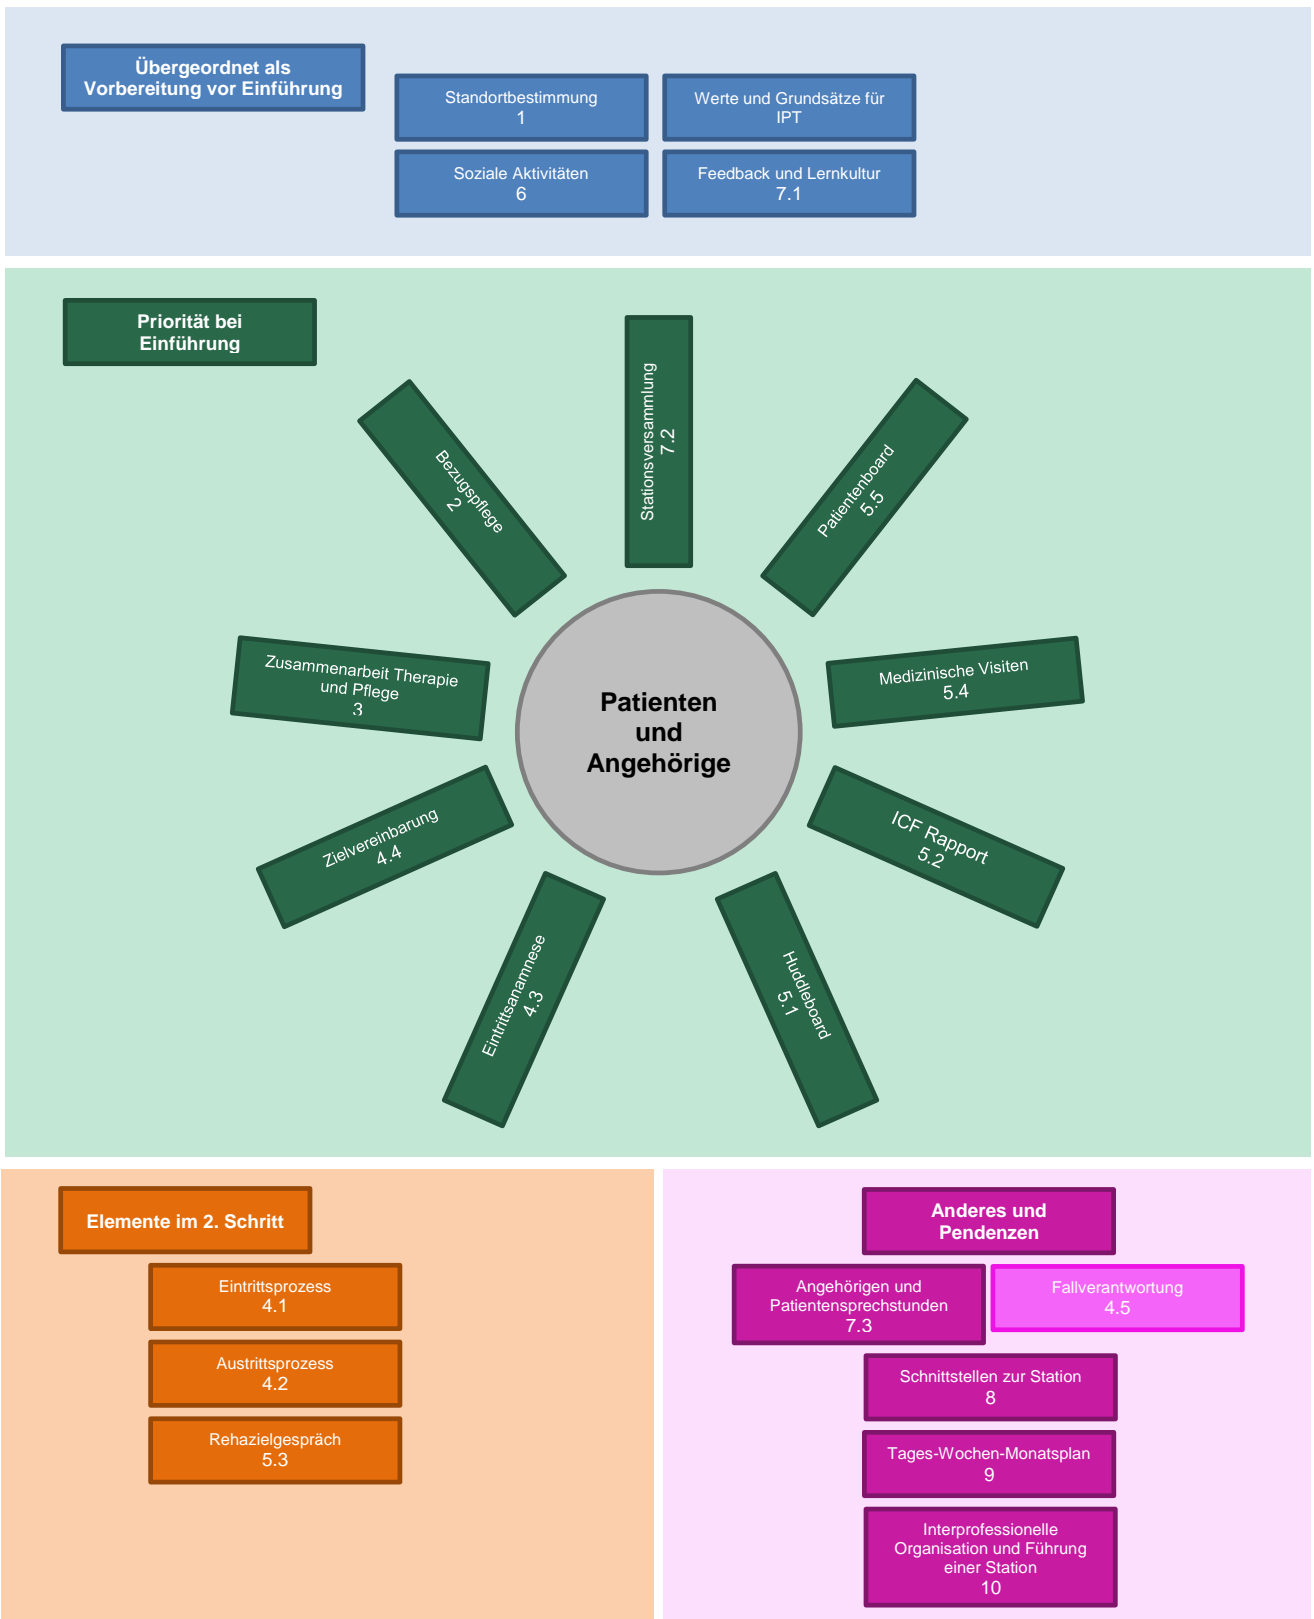 Übergeordnet als
Vorbereitung vor Einführung
Standortbestimmung
1
Werte und Grundsätze für
IPT
Soziale Aktivitäten
6
Feedback und Lernkultur
7.1
Priorität bei
Einführung
Stationsversammlung
7.2
Bezugspflege
2
Patientenboard
5.5
Zusammenarbeit Therapie
und Pflege
3
Medizinische Visiten
5.4
Patienten
und
Angehörige
Zielvereinbarung
4.4
ICF Rapport
5.2
Eintrittsanamnese
4.3
Huddleboard
5.1
Elemente im 2. Schritt
Eintrittsprozess
4.1
Austrittsprozess
4.2
Rehazielgespräch
5.3
Anderes und
Pendenzen
Angehörigen und
Patientensprechstunden
7.3
Fallverantwortung
4.5
Schnittstellen zur Station
8
Tages-Wochen-Monatsplan
9
Interprofessionelle
Organisation und Führung
einer Station
10